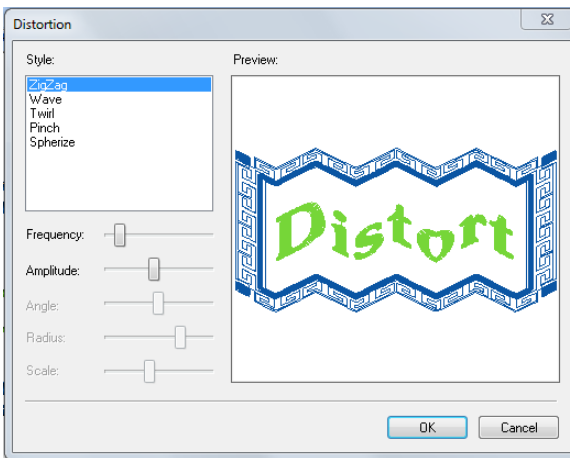 Distortion
Style:
ZigZag
Wave
Twirl
Pinch
Spherize
Frequency:
Amplitude:
Angle:
Radius:
Scale:
Preview:
Distort
OK
Cancel